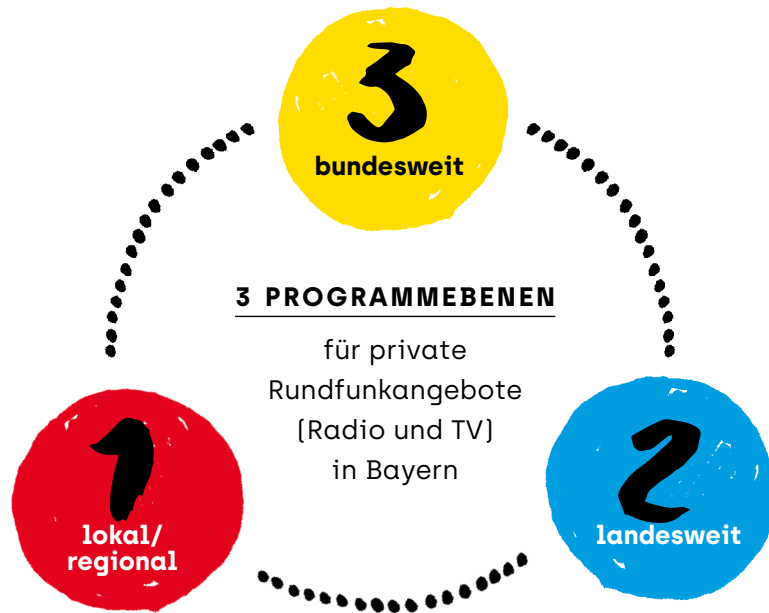 3
bundesweit
3 PROGRAMMEBENEN
für private
Rundfunkangebote
(Radio und TV)
in Bayern
1
lokal/
regional
2
landesweit